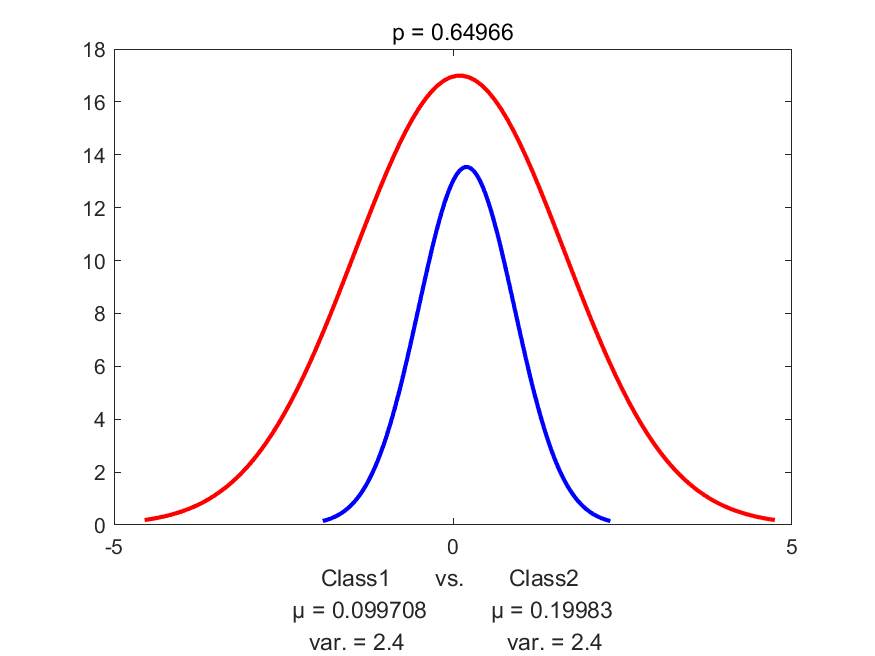 p = 0.64966
18
16
14
12
10
8
6
4
2
0
-5 0 5
Class1 vs. Class2
μ = 0.099708 μ = 0.19983
var. = 2.4 var. = 2.4